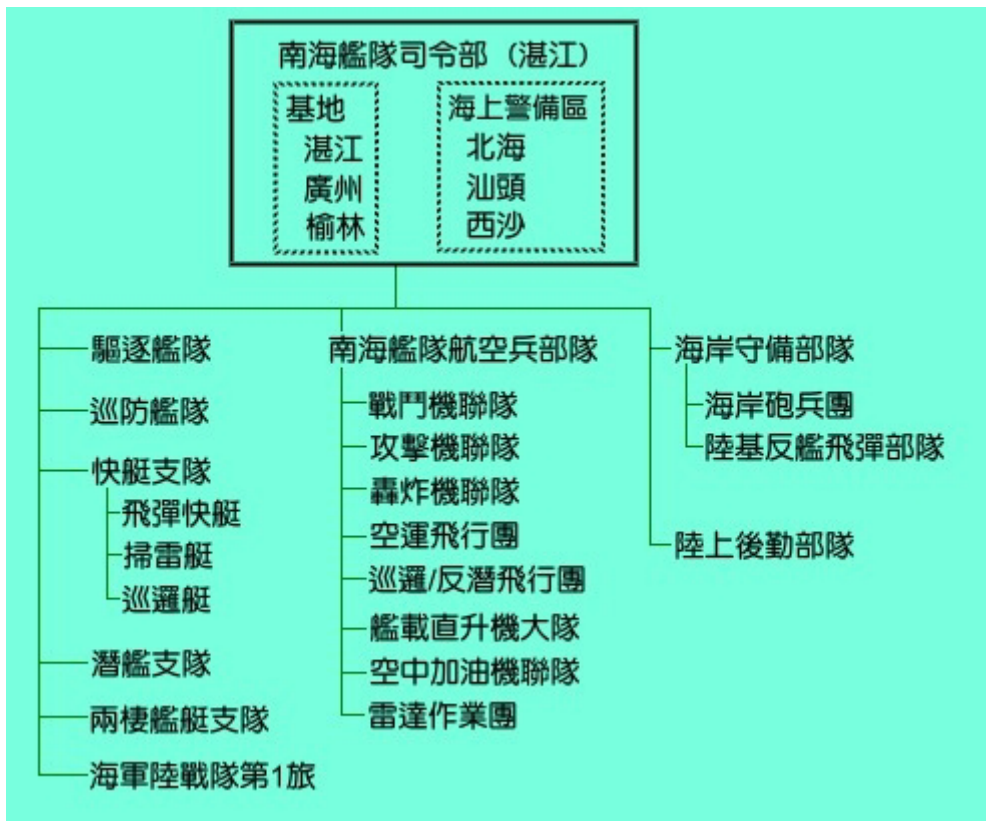 南海艦隊司令部（湛江）
基地
湛江
廣州
榆林
海上警備區
北海
汕頭
西沙
驅逐艦隊
巡防艦隊
快艇支隊
飛彈快艇
掃雷艇
巡邏艇
潛艦支隊
兩棲艦艇支隊
海軍陸戰隊第1旅
南海艦隊航空兵部隊
戰鬥機聯隊
攻擊機聯隊
轟炸機聯隊
空運飛行團
巡邏/反潛飛行團
艦載直升機大隊
空中加油機聯隊
雷達作業團
海岸守備部隊
海岸砲兵團
陸基反艦飛彈部隊
陸上後勤部隊